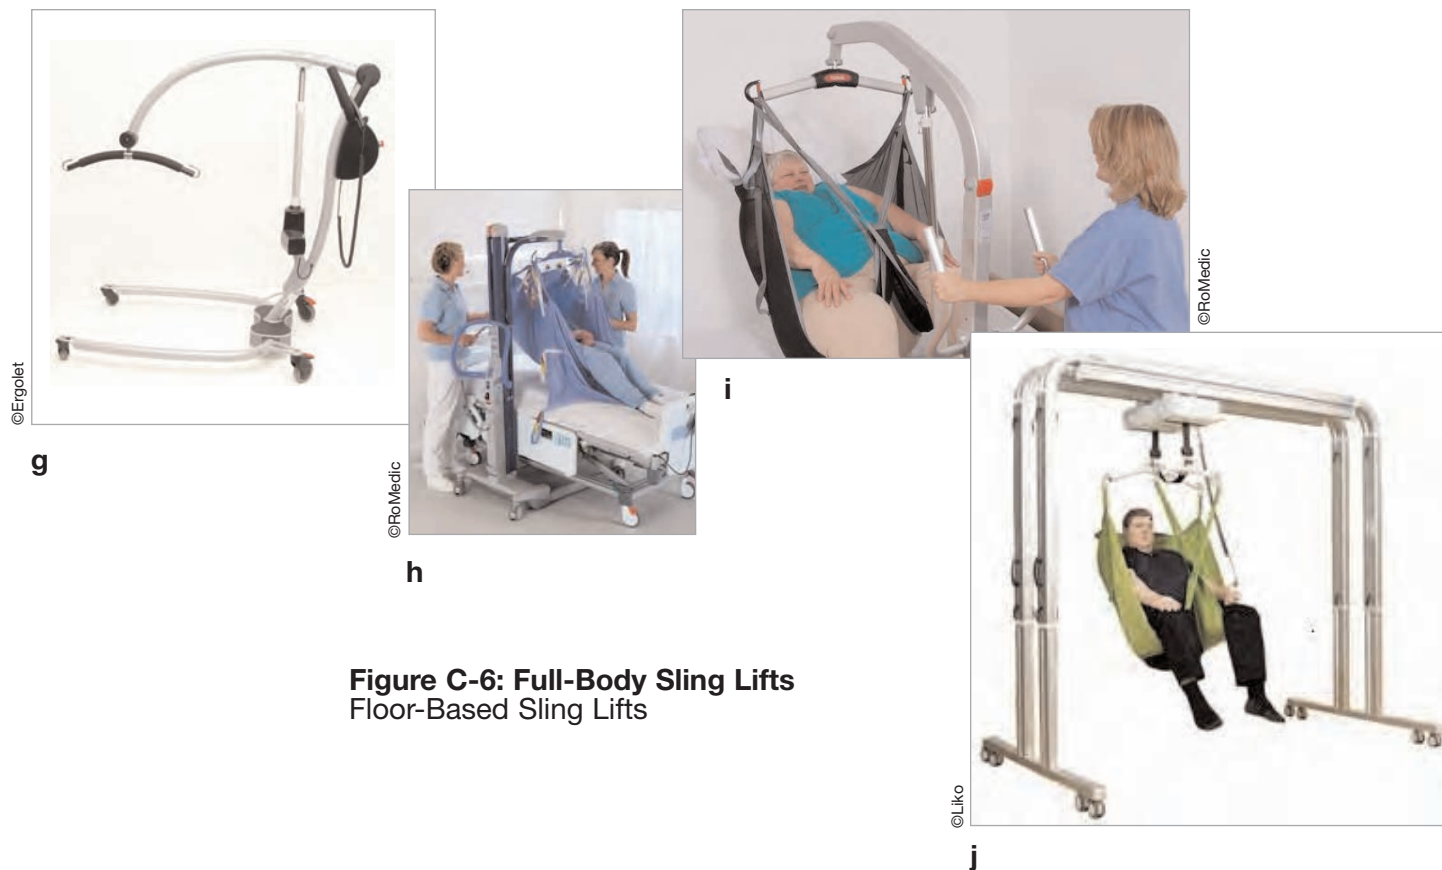 ©Ergolet
g
©RoMedic
h
©RoMedic
i
©Liko
j
Figure C-6: Full-Body Sling Lifts
Floor-Based Sling Lifts